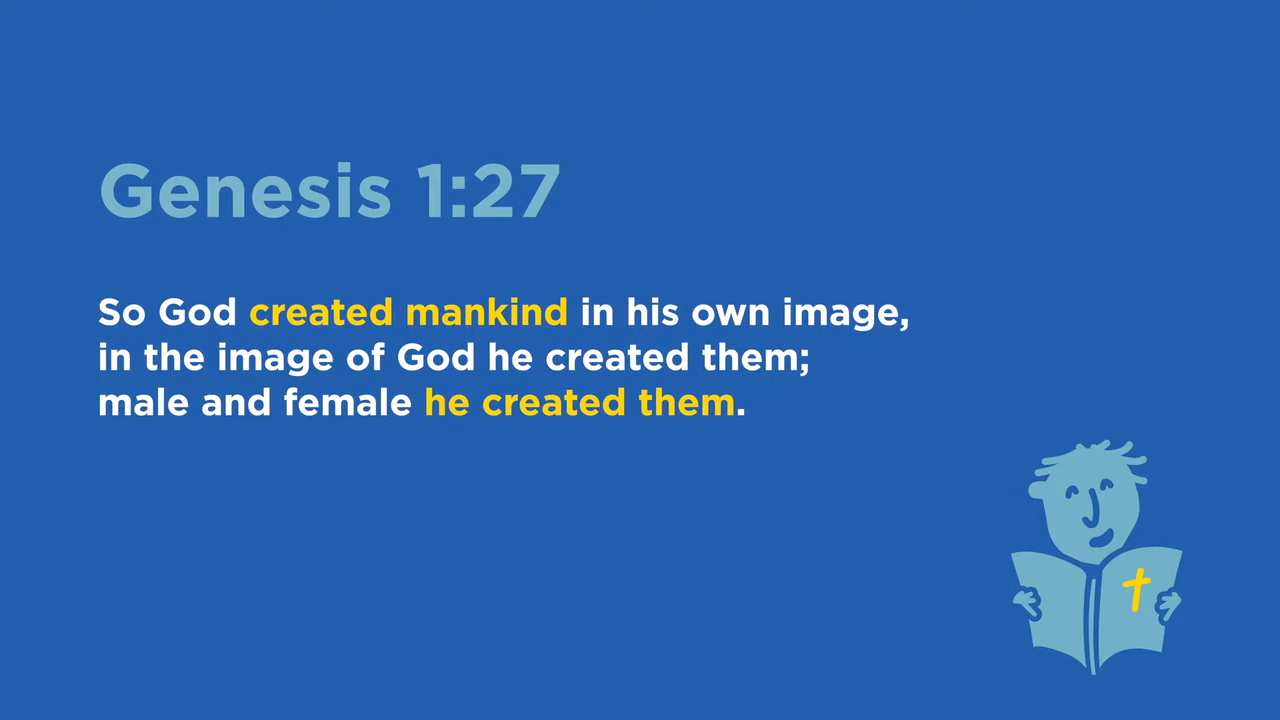 Genesis 1:27
So God created mankind in his own image,
in the image of God he created them;
male and female he created them.